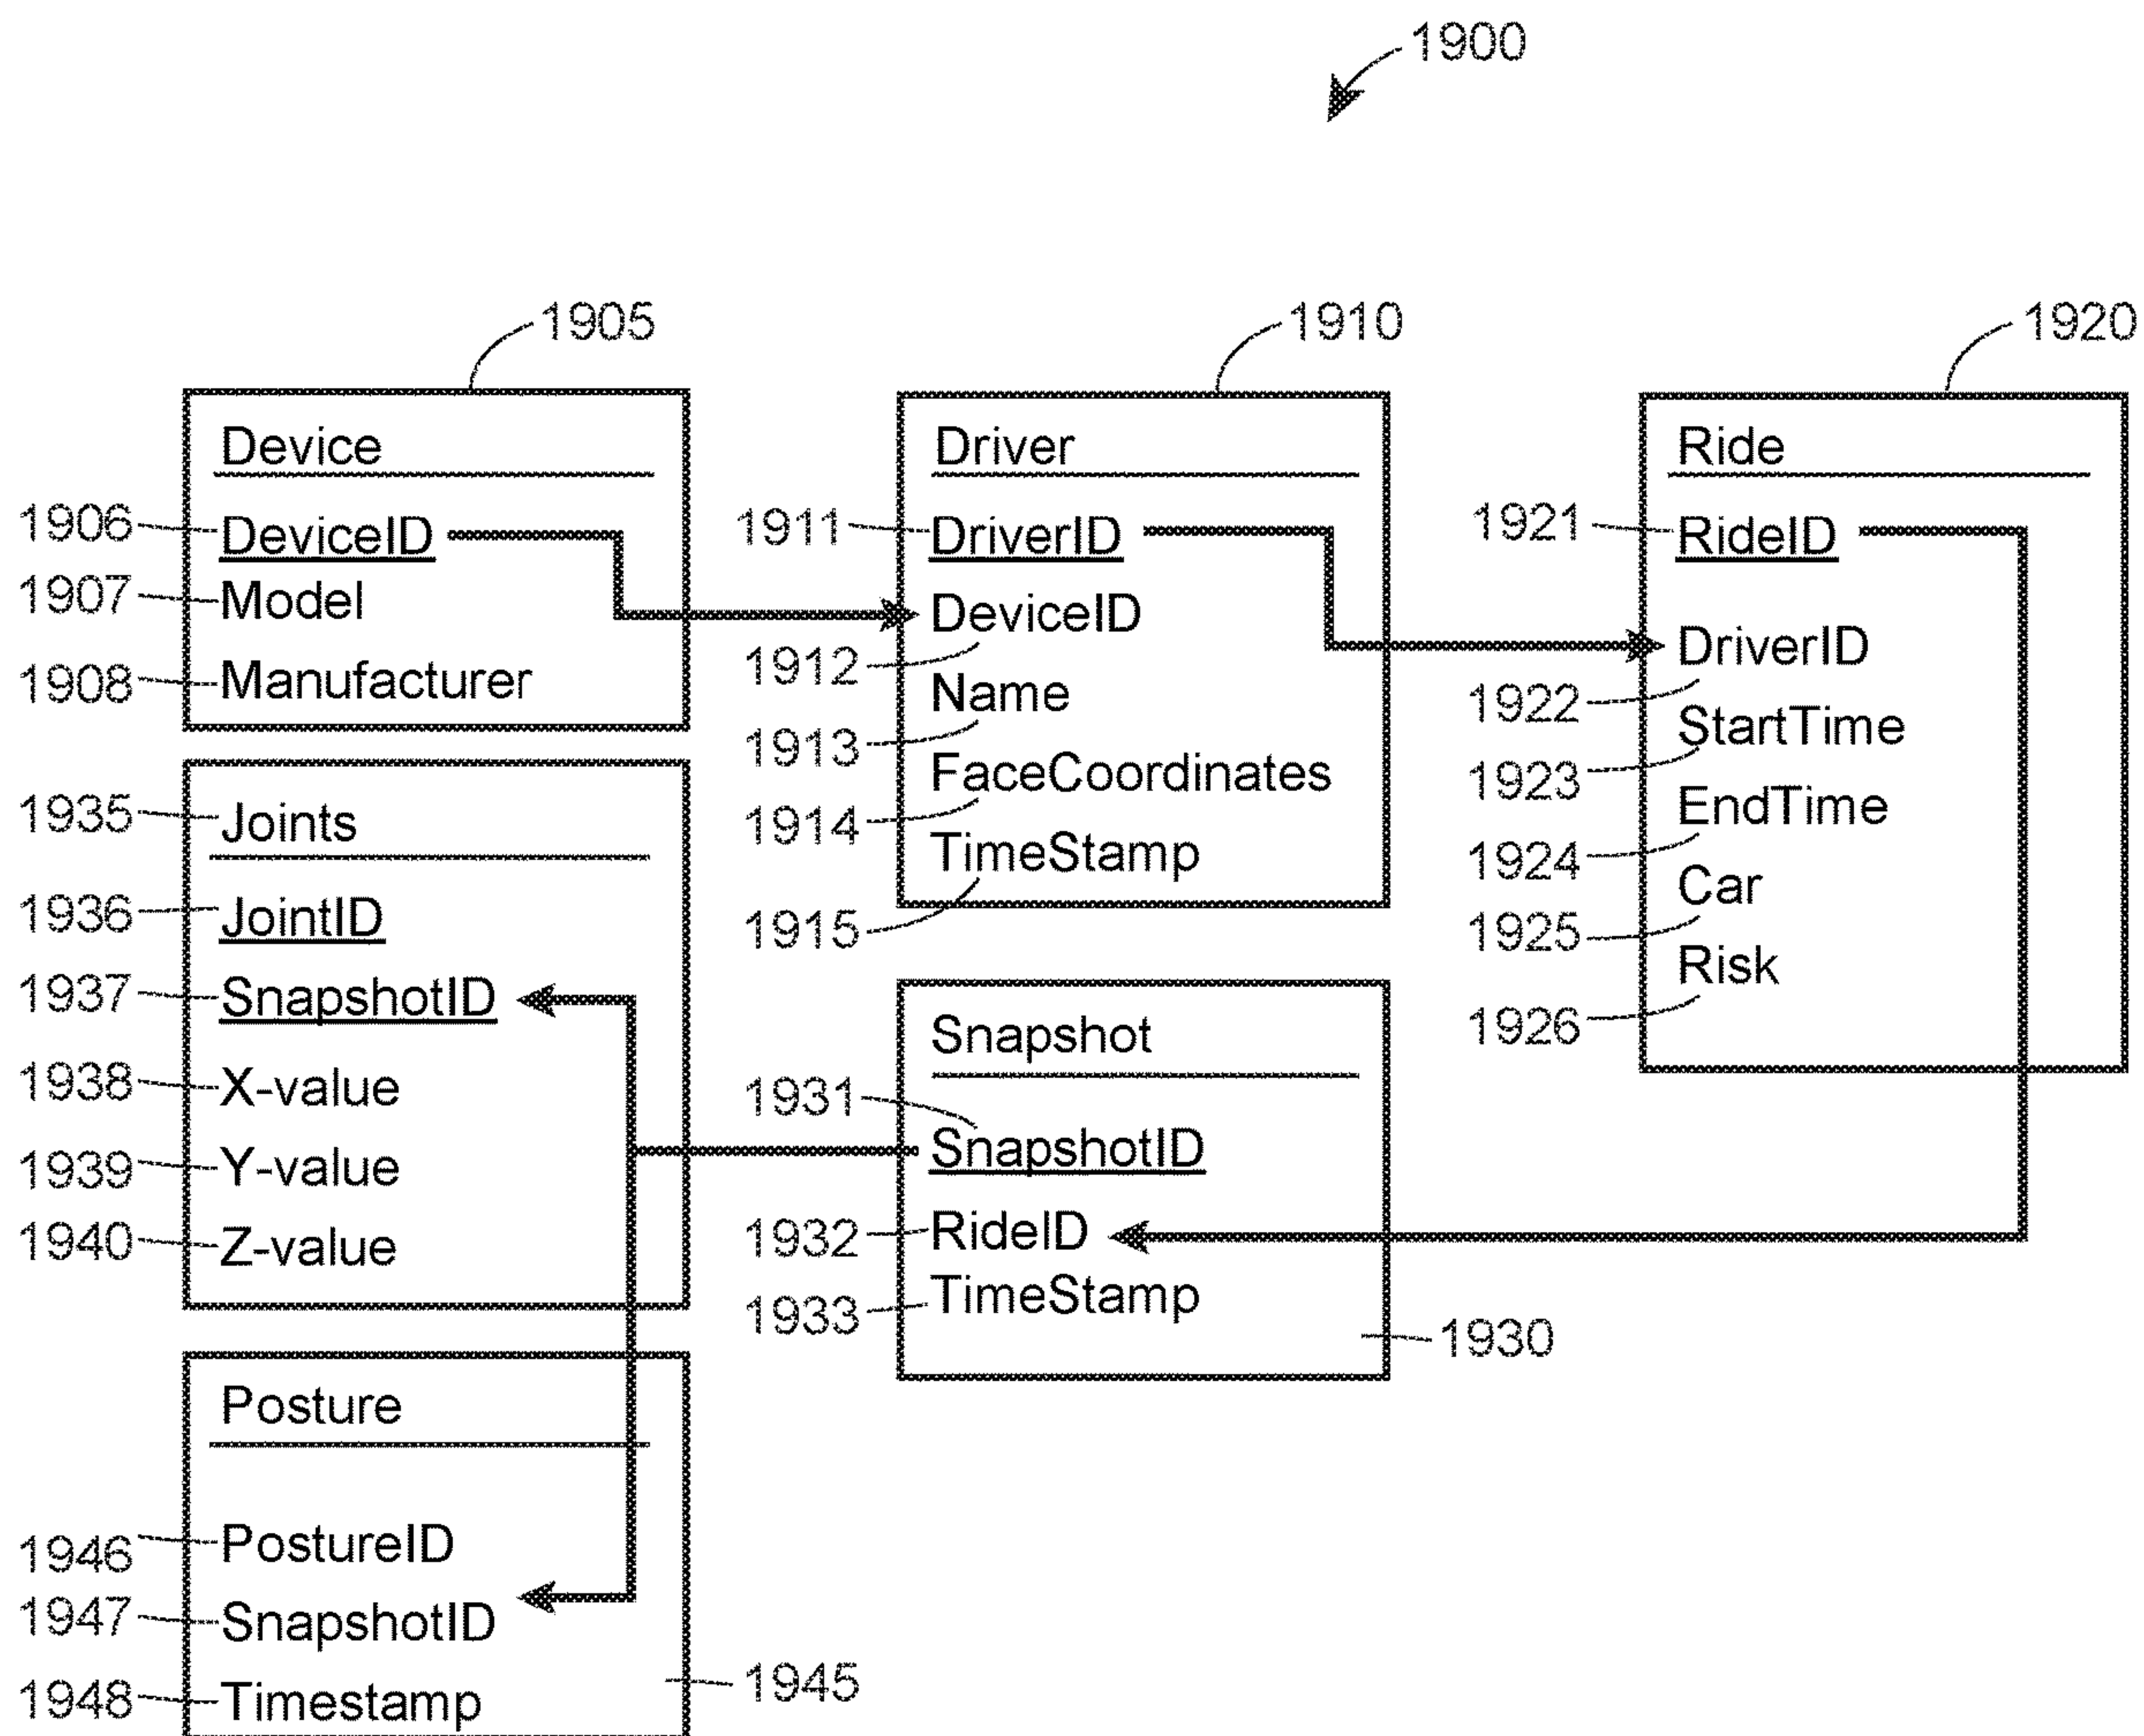 1900
1905
Device
1906 DeviceID
1907 Model
1908 Manufacturer
1910
Driver
1911 DriverID
DeviceID
1912
Name
1913
FaceCoordinates
1914
TimeStamp
1915
1920
Ride
1921 RideID
DriverID
1922
StartTime
1923
EndTime
1924
Car
1925
Risk
1926
1935 Joints
1936 JointID
1937 SnapshotID
1938 X-value
1939 Y-value
1940 Z-value
Snapshot
1931
SnapshotID
1932 RideID
1933 TimeStamp
1930
Posture
1946 PostureID
1947 SnapshotID
1948 Timestamp
1945